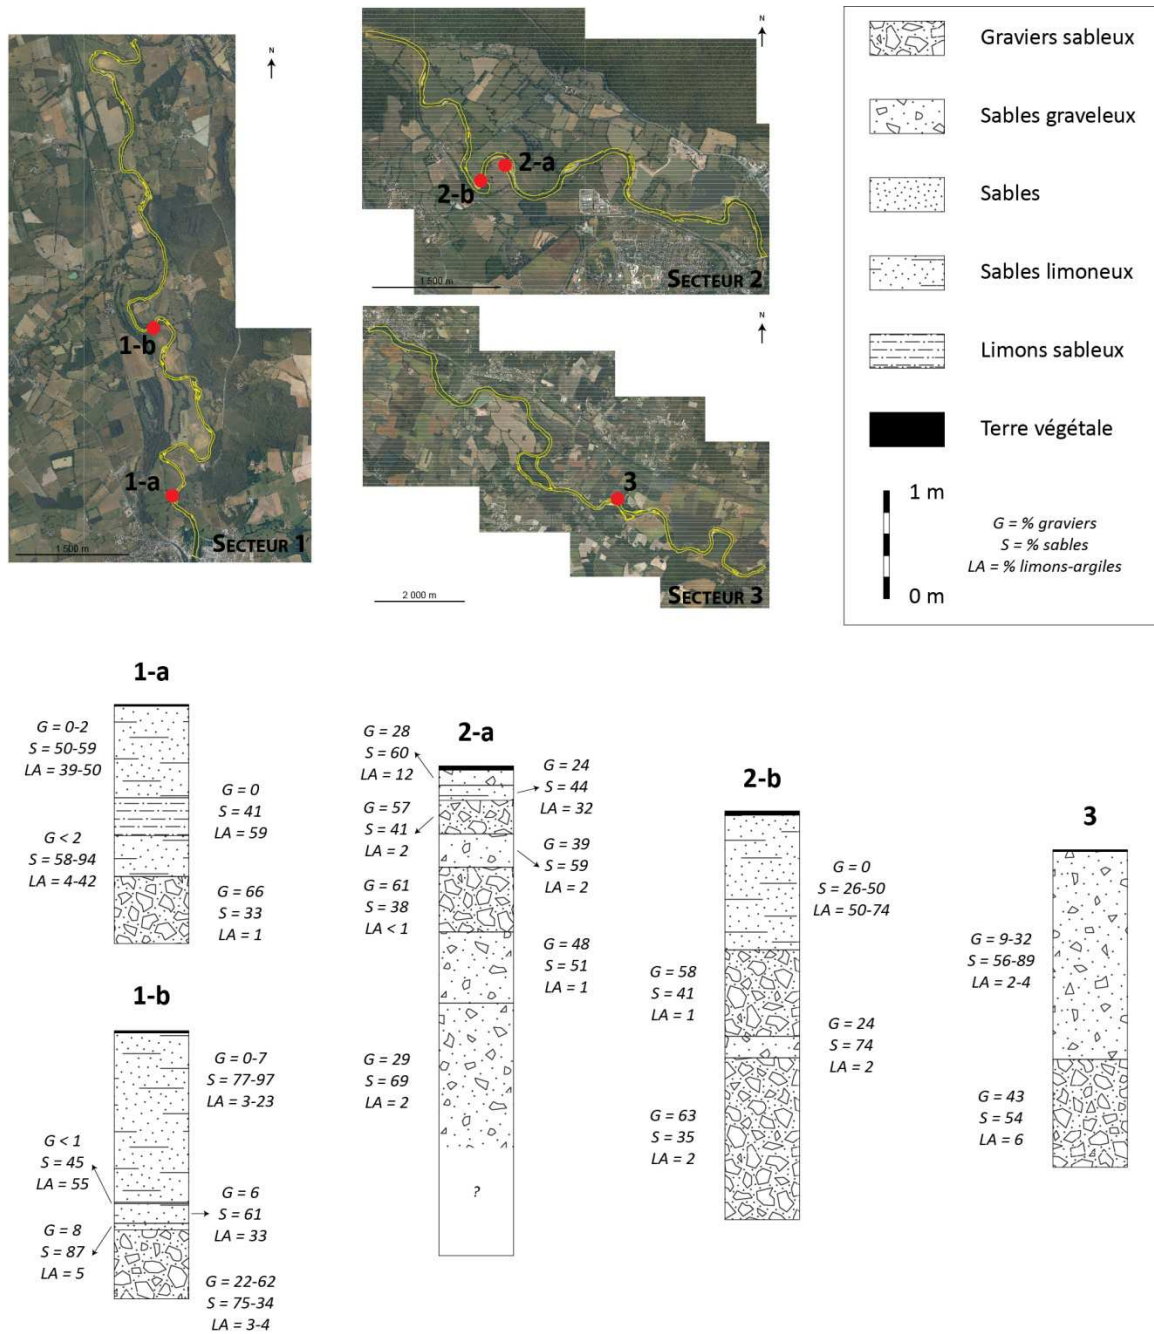 N
1-b
1-a
1 500 m
SECTEUR 1
N
2-a
2-b
1 500 m
SECTEUR 2
N
3
2 000 m
SECTEUR 3
Graviers sableux
Sables graveleux
Sables
Sables limoneux
Limons sableux
Terre végétale
1 m
0 m
G = % graviers
S = % sables
LA = % limons-argiles
1-a
G = 0-2
S = 50-59
LA = 39-50
G = 0
S = 41
LA = 59
G < 2
S = 58-94
LA = 4-42
G = 66
S = 33
LA = 1
1-b
G = 0-7
S = 77-97
LA = 3-23
G < 1
S = 45
LA = 55
G = 6
S = 61
LA = 33
G = 8
S = 87
LA = 5
G = 22-62
S = 75-34
LA = 3-4
2-a
G = 28
S = 60
LA = 12
G = 24
S = 44
LA = 32
G = 57
S = 41
LA = 2
G = 39
S = 59
LA = 2
G = 61
S = 38
LA < 1
G = 48
S = 51
LA = 1
G = 29
S = 69
LA = 2
?
2-b
G = 0
S = 26-50
LA = 50-74
G = 58
S = 41
LA = 1
G = 24
S = 74
LA = 2
G = 63
S = 35
LA = 2
3
G = 9-32
S = 56-89
LA = 2-4
G = 43
S = 54
LA = 6